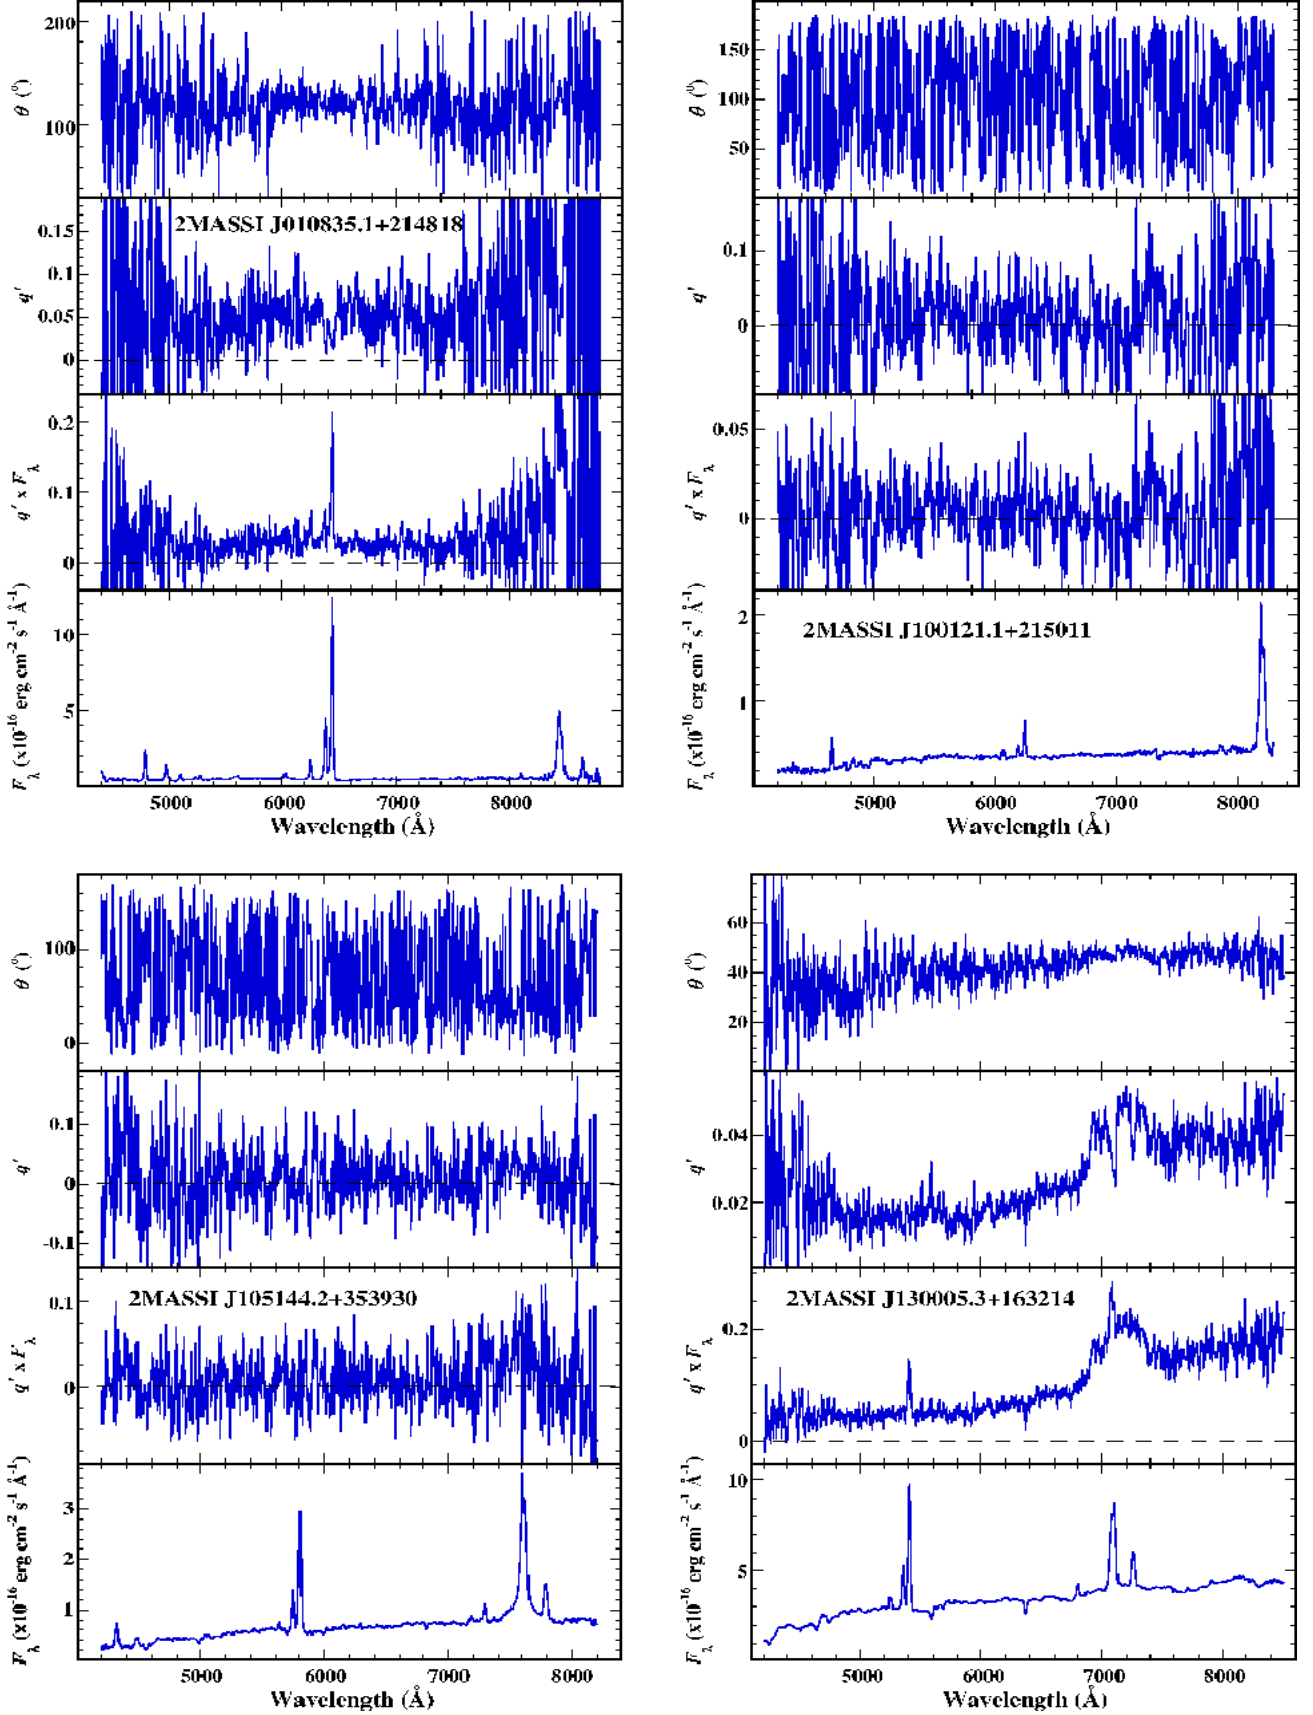 200
100
θ (°)
2MASSI J010835.1+214818
0.15
0.1
0.05
0
q'
0.2
0.1
0
q' x F_λ
10
5
F_λ (x10^-16 erg cm^-2 s^-1 Å^-1)
5000 6000 7000 8000
Wavelength (Å)
150
100
50
θ (°)
0.1
0
q'
0.05
0
q' x F_λ
2MASSI J100121.1+215011
2
1
F_λ (x10^-16 erg cm^-2 s^-1 Å^-1)
5000 6000 7000 8000
Wavelength (Å)
100
0
θ (°)
0.1
0
-0.1
q'
2MASSI J105144.2+353930
0.1
0
q' x F_λ
3
2
1
F_λ (x10^-16 erg cm^-2 s^-1 Å^-1)
5000 6000 7000 8000
Wavelength (Å)
60
40
20
θ (°)
0.04
0.02
q'
2MASSI J130005.3+163214
0.2
0
q' x F_λ
10
5
F_λ (x10^-16 erg cm^-2 s^-1 Å^-1)
5000 6000 7000 8000
Wavelength (Å)